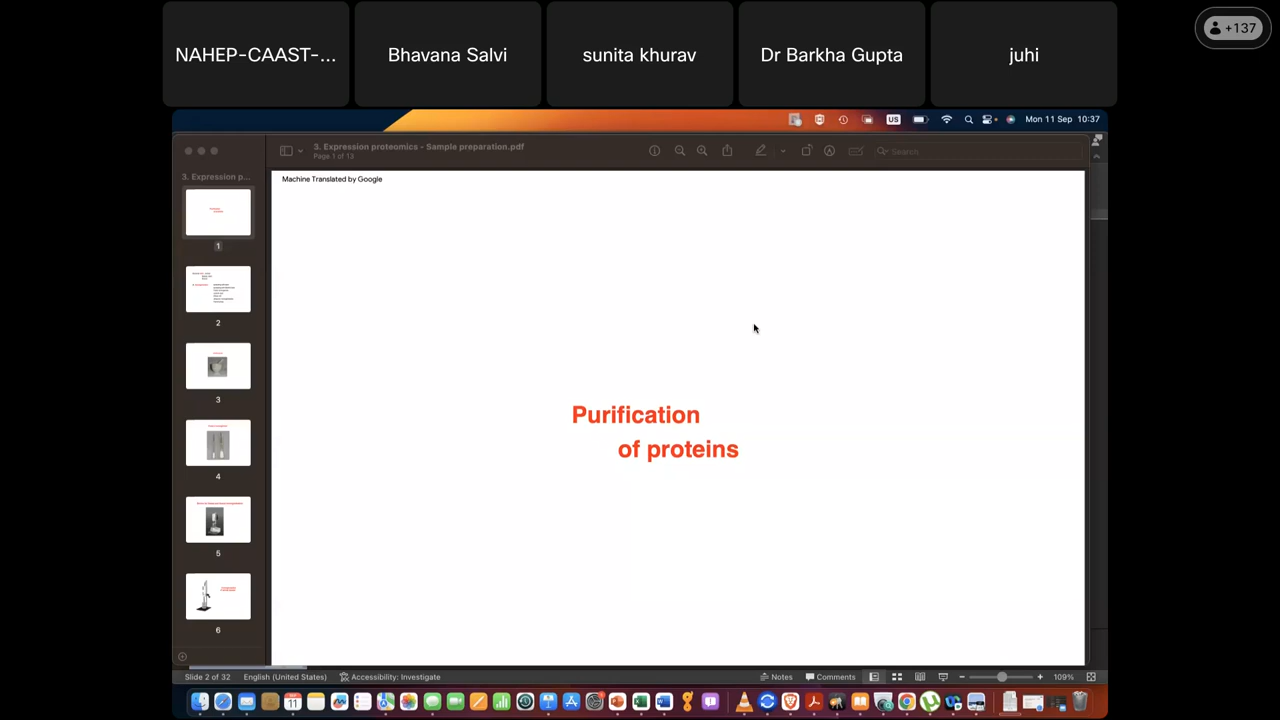 NAHEP-CAAST-...
Bhavana Salvi
sunita khurav
Dr Barkha Gupta
juhi
+137
US
Mon 11 Sep 10:37
3. Expression proteomics - Sample preparation.pdf
Page 1 of 13
Search
3. Expression p...
Machine Translated by Google
Purification
of proteins
1
2
3
4
5
6
Slide 2 of 32
English (United States)
Accessibility: Investigate
Notes
Comments
109%